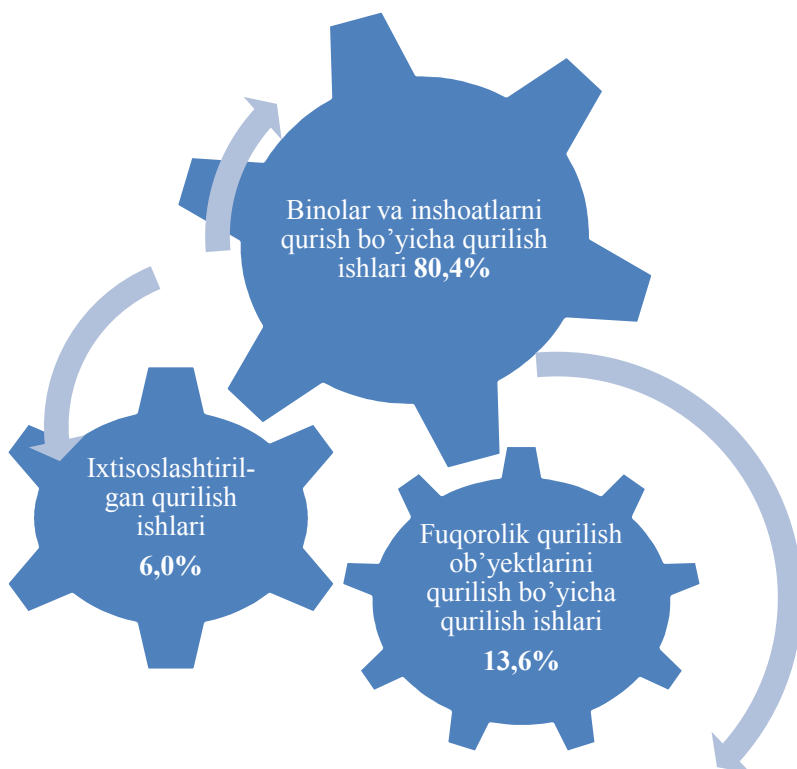 Binolar va inshoatlarni
qurish bo’yicha qurilish
ishlari 80,4%
Ixtisoslashtiril-
gan qurilish
ishlari
6,0%
Fuqorolik qurilish
ob’yektlarini
qurilish bo’yicha
qurilish ishlari
13,6%